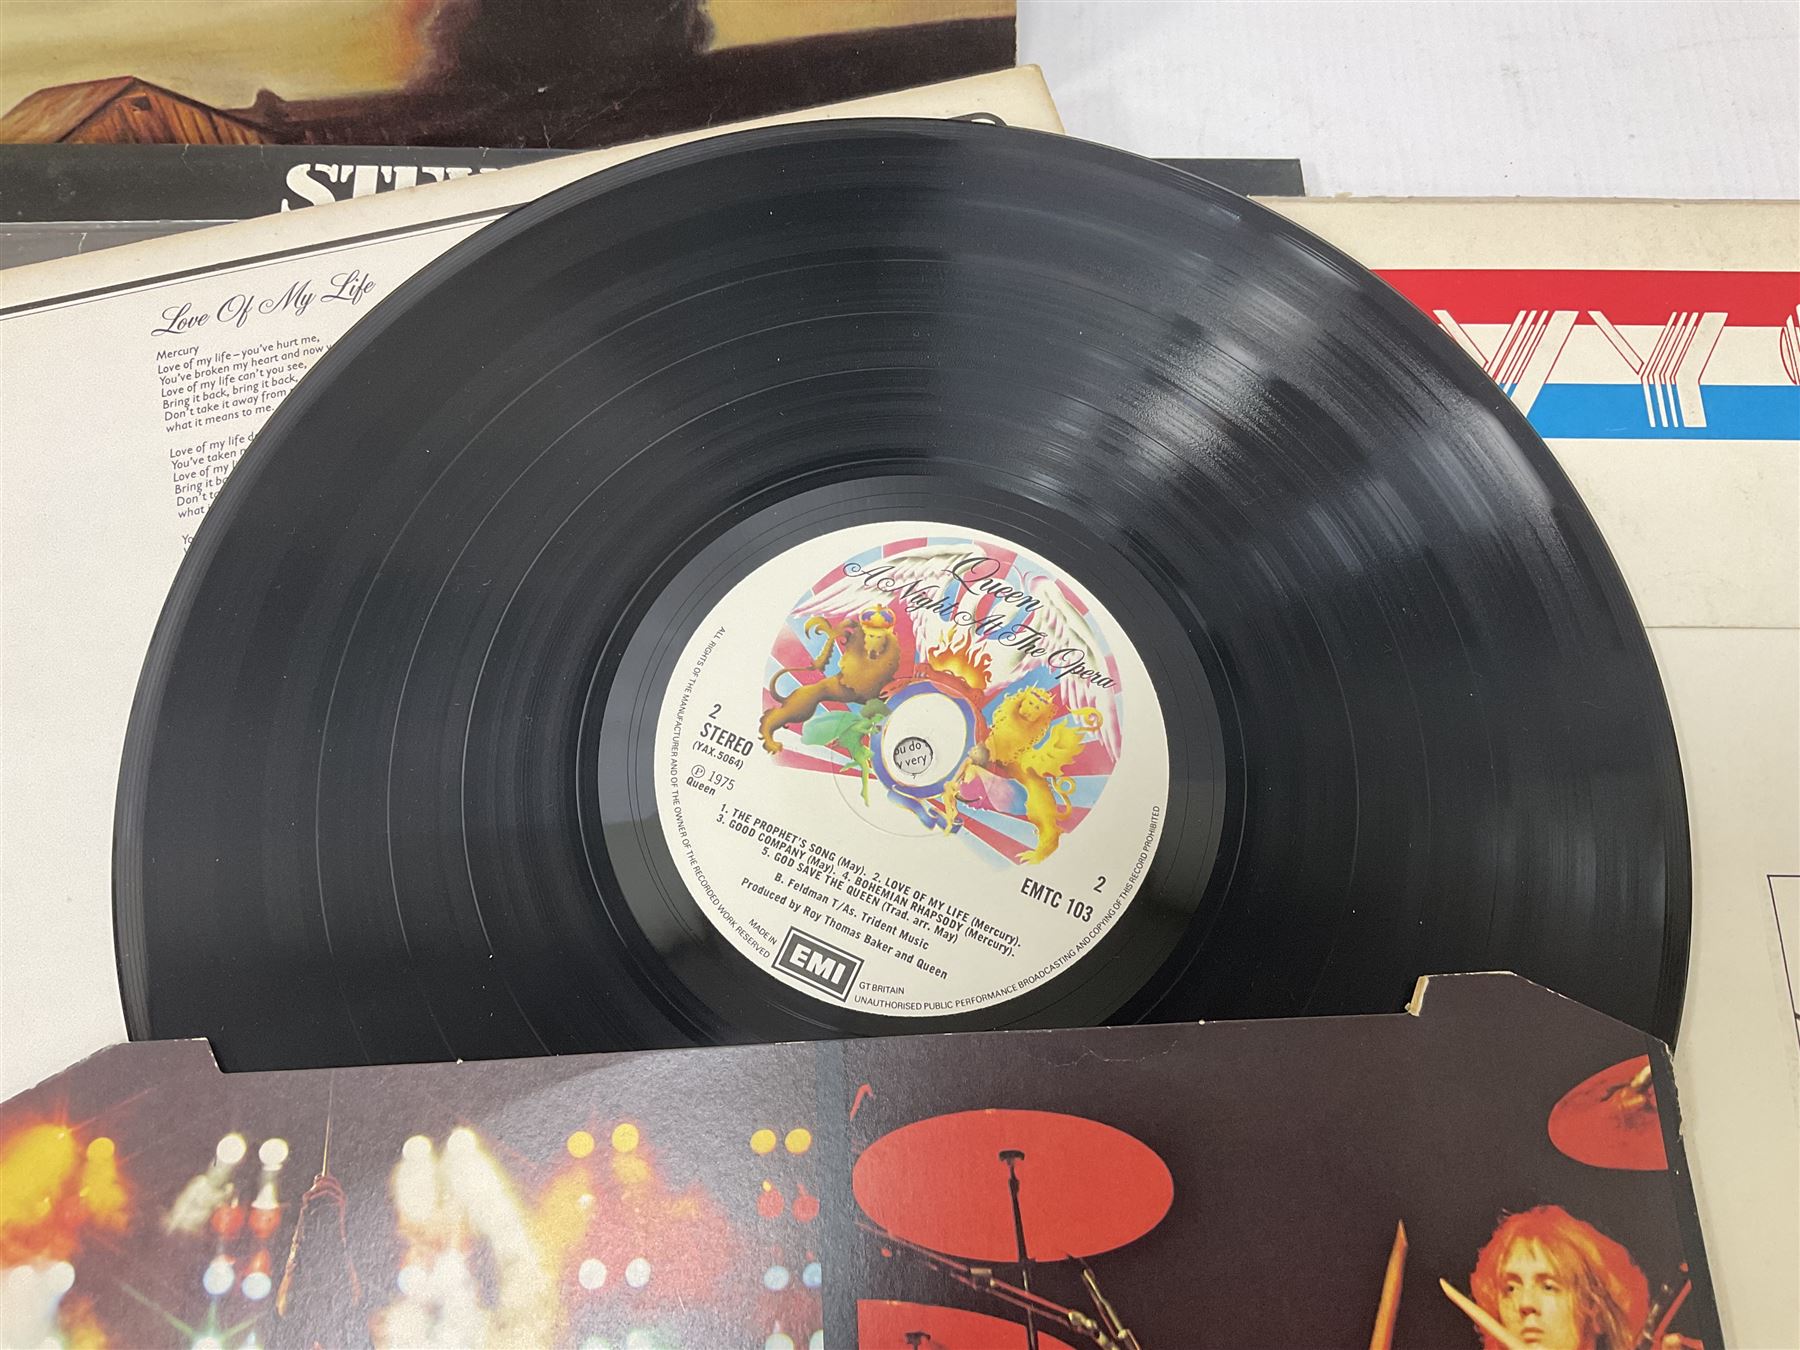 Love Of My Life
Mercury
Love of my life – you've hurt me,
You've broken my heart and now
Love of my life can't you see,
Bring it back, bring it back,
Don't take it away from
what it means to me.
Love of my life
You've taken
Love of my
Bring it
Don't
what
Queen
A Night At The Opera
2
STEREO
(YAX.5064)
Ⓟ 1975
Queen
ou do
very
2
EMTC 103
1. THE PROPHET'S SONG (May). 2. LOVE OF MY LIFE (Mercury).
3. GOOD COMPANY (May). 4. BOHEMIAN RHAPSODY (Mercury).
5. GOD SAVE THE QUEEN (Trad. arr. May)
B. Feldman T/As. Trident Music
Produced by Roy Thomas Baker and Queen
MADE IN
EMI
GT BRITAIN
ALL RIGHTS OF THE MANUFACTURER AND OF THE OWNER OF THE RECORDED WORK RESERVED
UNAUTHORISED PUBLIC PERFORMANCE BROADCASTING AND COPYING OF THIS RECORD PROHIBITED